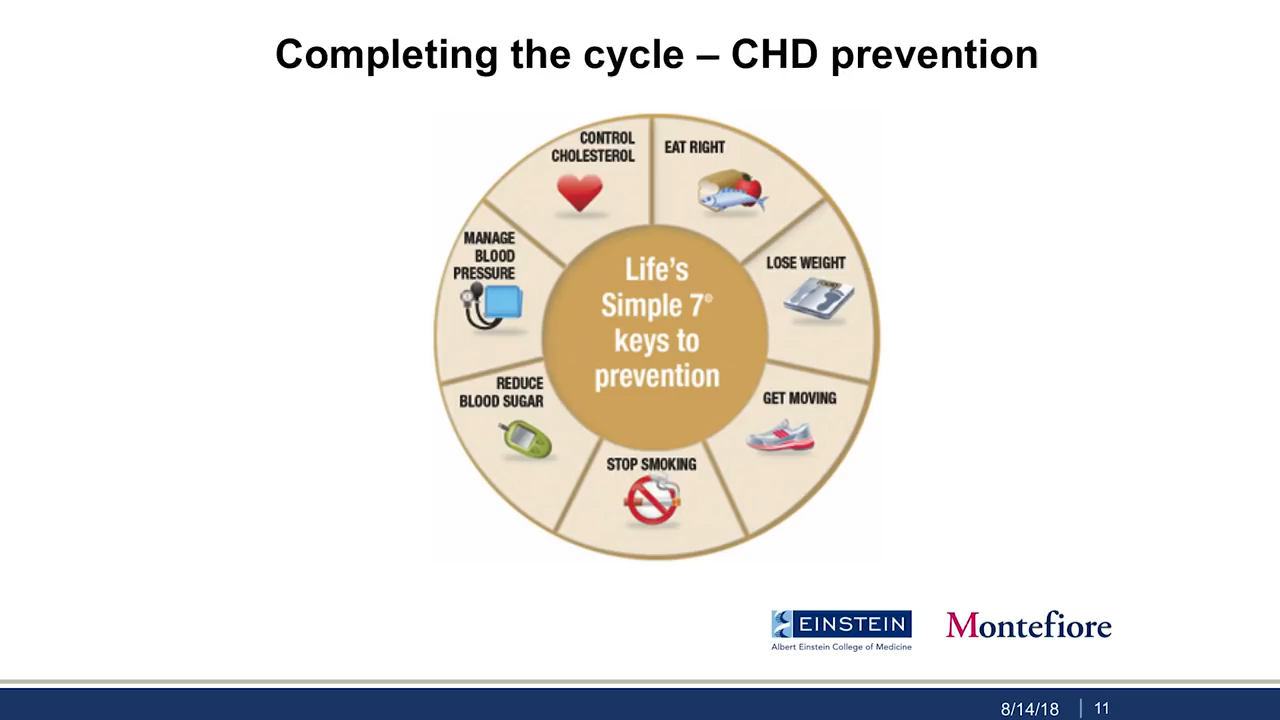 Completing the cycle – CHD prevention
CONTROL
CHOLESTEROL
EAT RIGHT
MANAGE
BLOOD
PRESSURE
LOSE WEIGHT
Life's
Simple 7©
keys to
prevention
REDUCE
BLOOD SUGAR
GET MOVING
STOP SMOKING
EINSTEIN
Albert Einstein College of Medicine
Montefiore
8/14/18 | 11